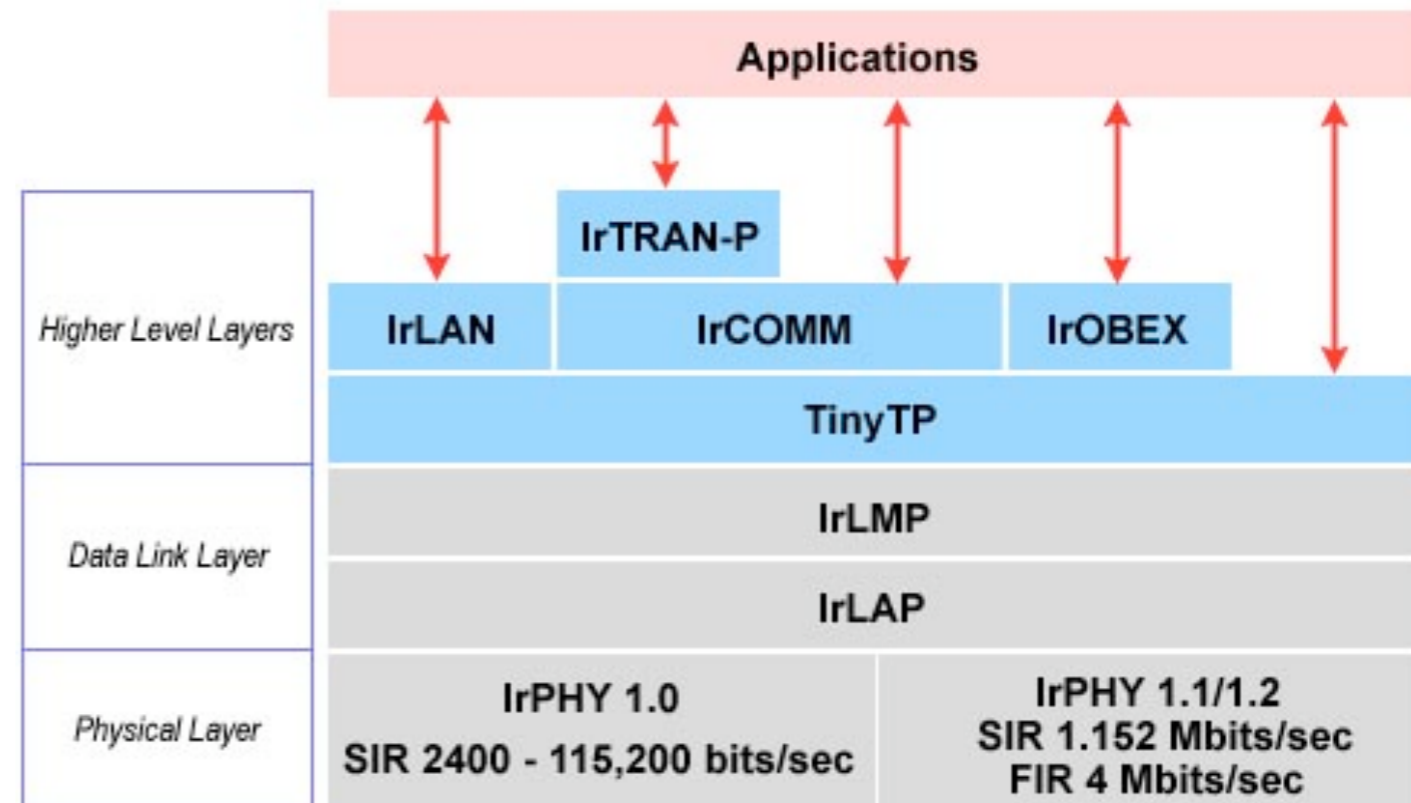 Applications
IrTRAN-P
Higher Level Layers
IrLAN
IrCOMM
IrOBEX
TinyTP
Data Link Layer
IrLMP
IrLAP
Physical Layer
IrPHY 1.0
SIR 2400 - 115,200 bits/sec
IrPHY 1.1/1.2
SIR 1.152 Mbits/sec
FIR 4 Mbits/sec